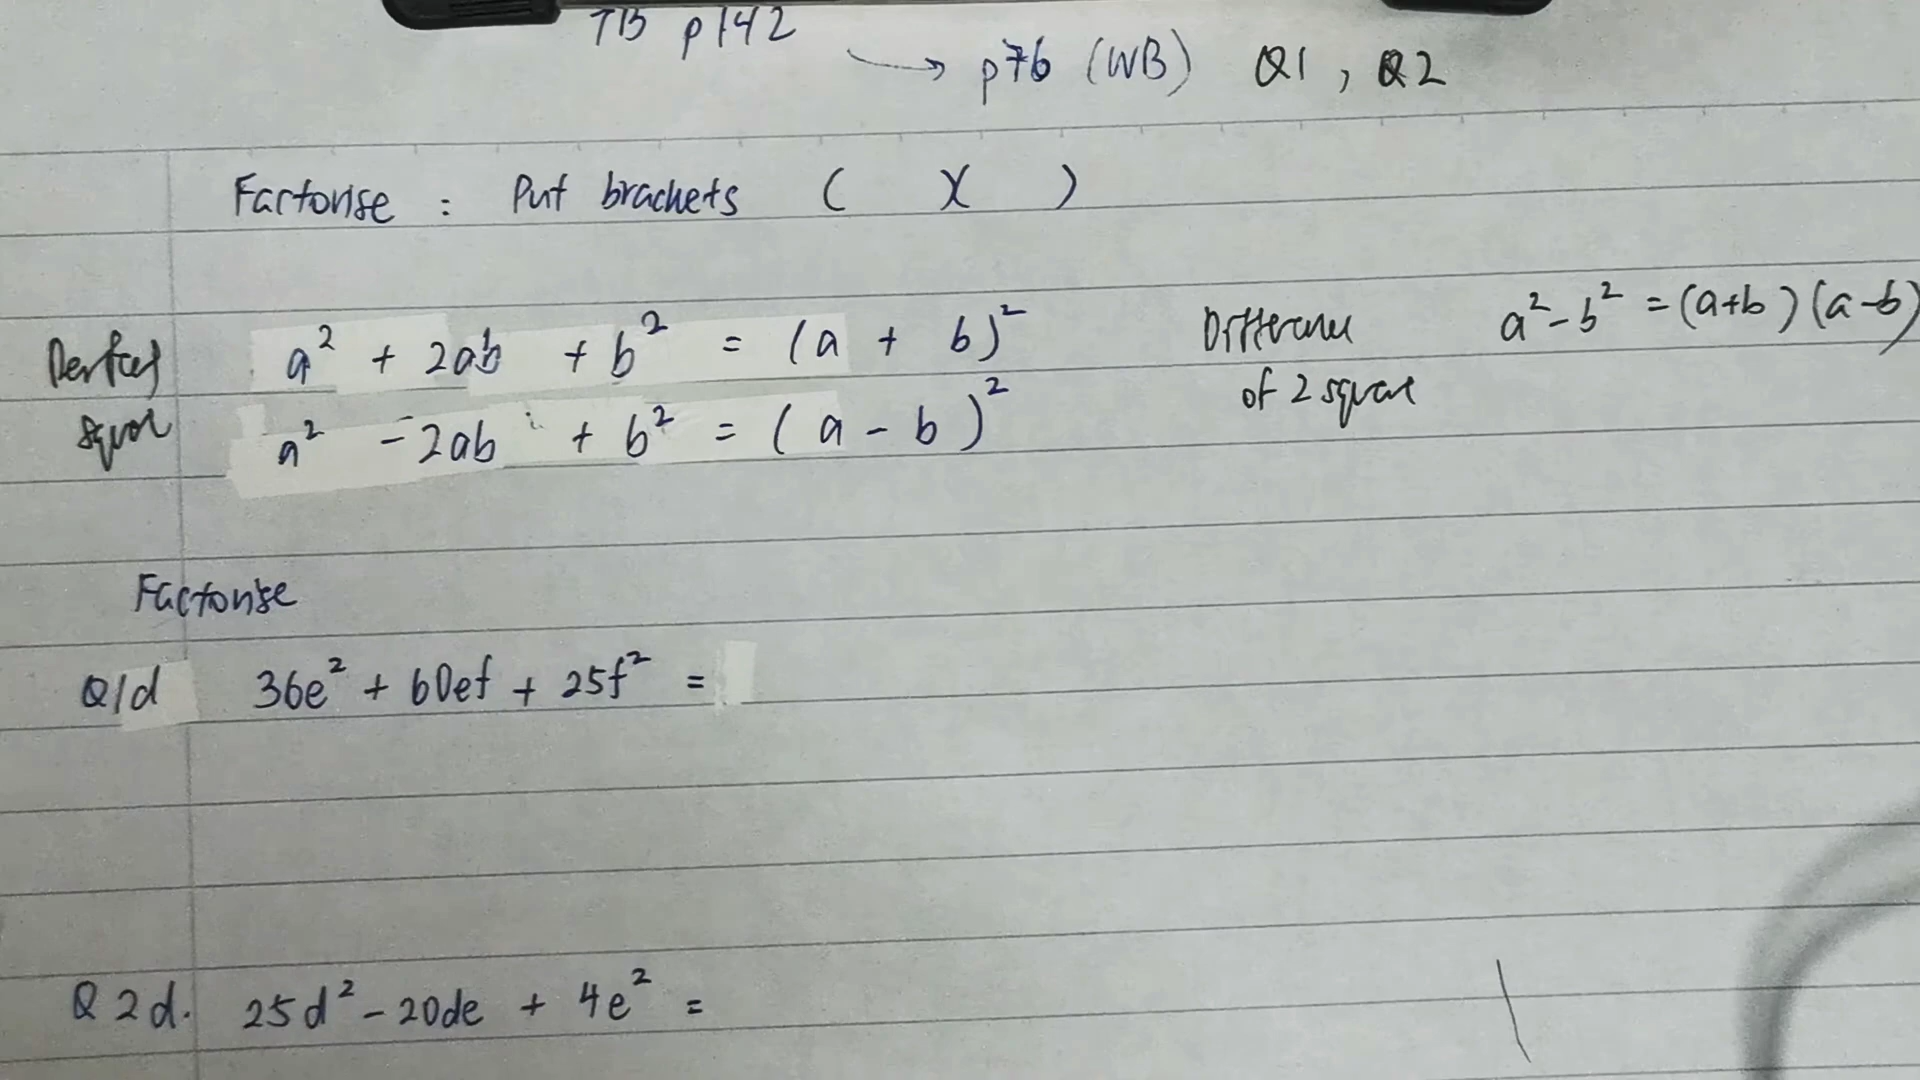 TB p142
→ p76 (WB) Q1, Q2
Factorise : Put brackets ( )( )
Perfect a² + 2ab + b² = (a + b)²
Square a² - 2ab + b² = (a - b)²
Difference a² - b² = (a+b)(a-b)
of 2 square
Factorise
Q1d 36e² + 60ef + 25f² =
Q2d. 25d² - 20de + 4e² =